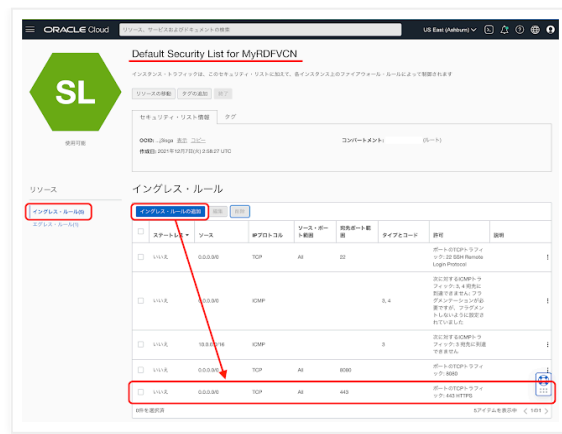 ORACLE Cloud
リソース、サービスおよびドキュメントの検索
US East (Ashburn)
Default Security List for MyRDFVCN
インスタンス・トラフィックは、このセキュリティ・リストに加えて、各インスタンス上のファイアウォール・ルールによって制御されます
SL
リソースの移動 タグの追加 終了
セキュリティ・リスト情報 タグ
使用可能
OCID: ...j3isga 表示 コピー
コンパートメント: (ルート)
作成日: 2021年12月7日(火) 2:58:27 UTC
リソース
イングレス・ルール
イングレス・ルール(5)
エグレス・ルール(1)
イングレス・ルールの追加 編集 削除
ステートレス ソース IPプロトコル ソース・ポート範囲 宛先ポート範囲 タイプとコード 許可 説明
いいえ 0.0.0.0/0 TCP All 22 ポートのTCPトラフィック: 22 SSH Remote Login Protocol
いいえ 0.0.0.0/0 ICMP 3, 4 次に対するICMPトラフィック: 3, 4 宛先に到達できません: フラグメンテーションが必要ですが、フラグメントしないように設定されていました
いいえ 10.0.0.0/16 ICMP 3 次に対するICMPトラフィック: 3 宛先に到達できません
いいえ 0.0.0.0/0 TCP All 8080 ポートのTCPトラフィック: 8080
いいえ 0.0.0.0/0 TCP All 443 ポートのTCPトラフィック: 443 HTTPS
0件を選択済
5アイテムを表示中 1/01